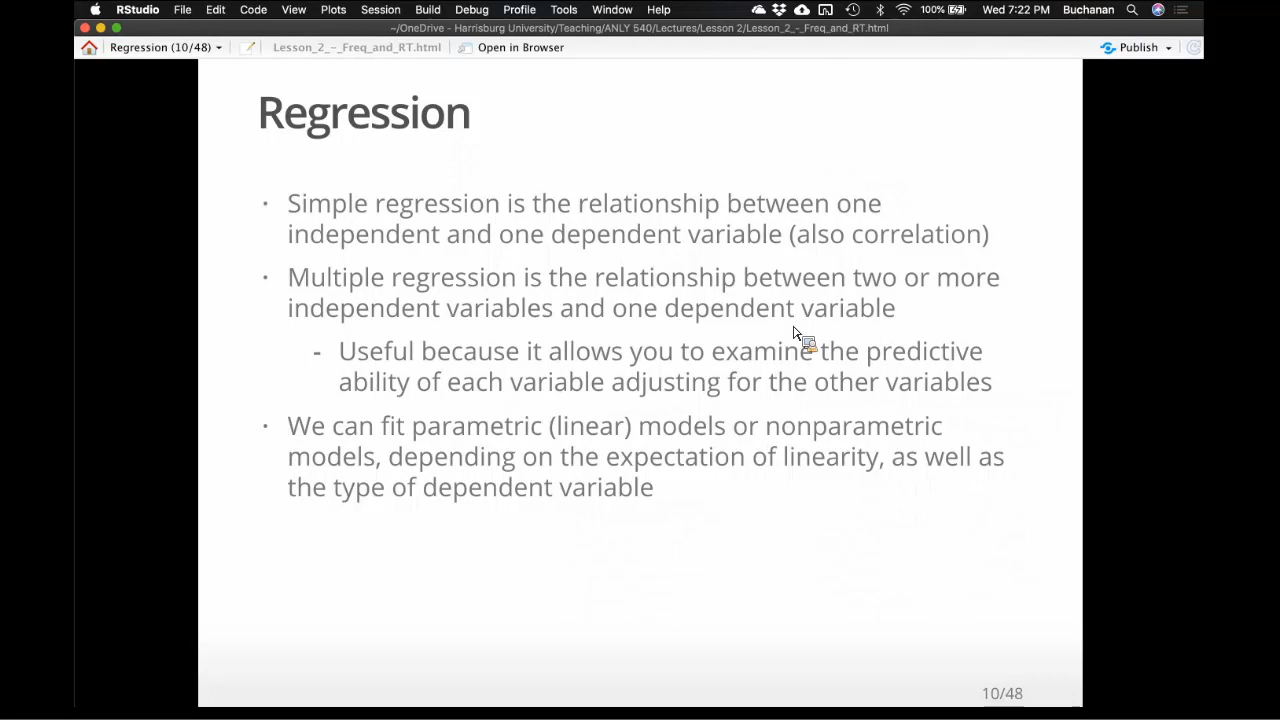 RStudio File Edit Code View Plots Session Build Debug Profile Tools Window Help 100% Wed 7:22 PM Buchanan
~/OneDrive - Harrisburg University/Teaching/ANLY 540/Lectures/Lesson 2/Lesson_2_-_Freq_and_RT.html
Regression (10/48) Lesson_2_-_Freq_and_RT.html Open in Browser Publish
Regression
· Simple regression is the relationship between one
independent and one dependent variable (also correlation)
· Multiple regression is the relationship between two or more
independent variables and one dependent variable
- Useful because it allows you to examine the predictive
ability of each variable adjusting for the other variables
· We can fit parametric (linear) models or nonparametric
models, depending on the expectation of linearity, as well as
the type of dependent variable
10/48